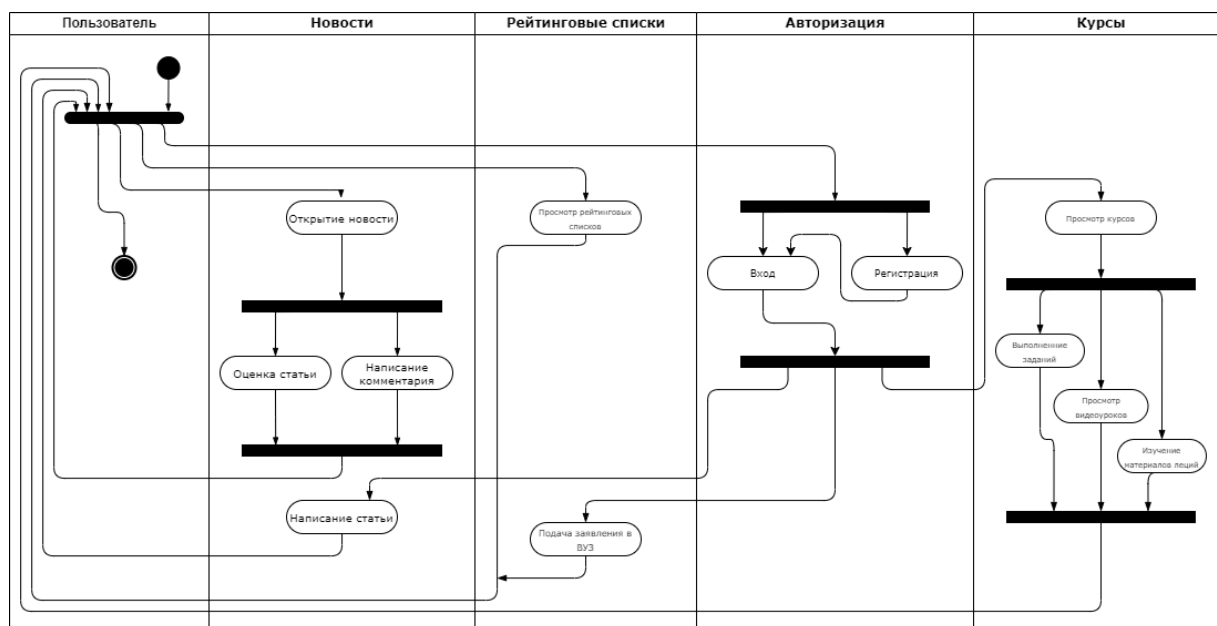 Пользователь
Новости
Рейтинговые списки
Авторизация
Курсы
Открытие новости
Просмотр рейтинговых
списков
Просмотр курсов
Вход
Регистрация
Выполненние
заданий
Оценка статьи
Написание
комментария
Просмотр
видеоуроков
Изучение
материалов леций
Написание статьи
Подача заявления в
ВУЗ